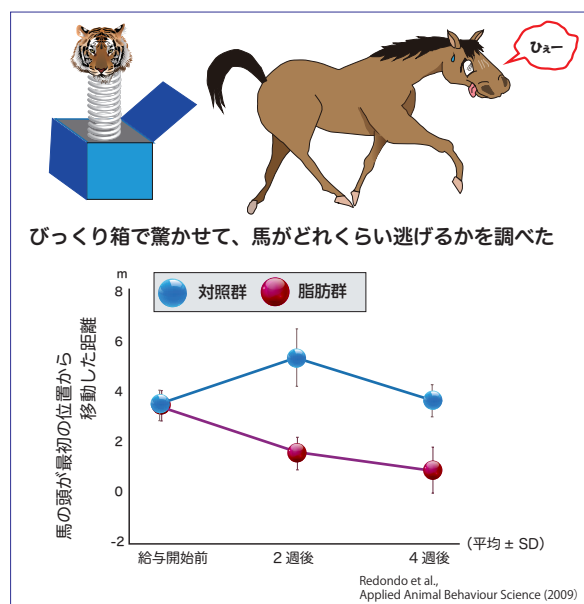 ひぇー
びっくり箱で驚かせて、馬がどれくらい逃げるかを調べた
m
対照群
脂肪群
8
6
4
2
0
-2
馬の頭が最初の位置から
移動した距離
給与開始前
2 週後
4 週後
(平均 ± SD)
Redondo et al.,
Applied Animal Behaviour Science (2009)